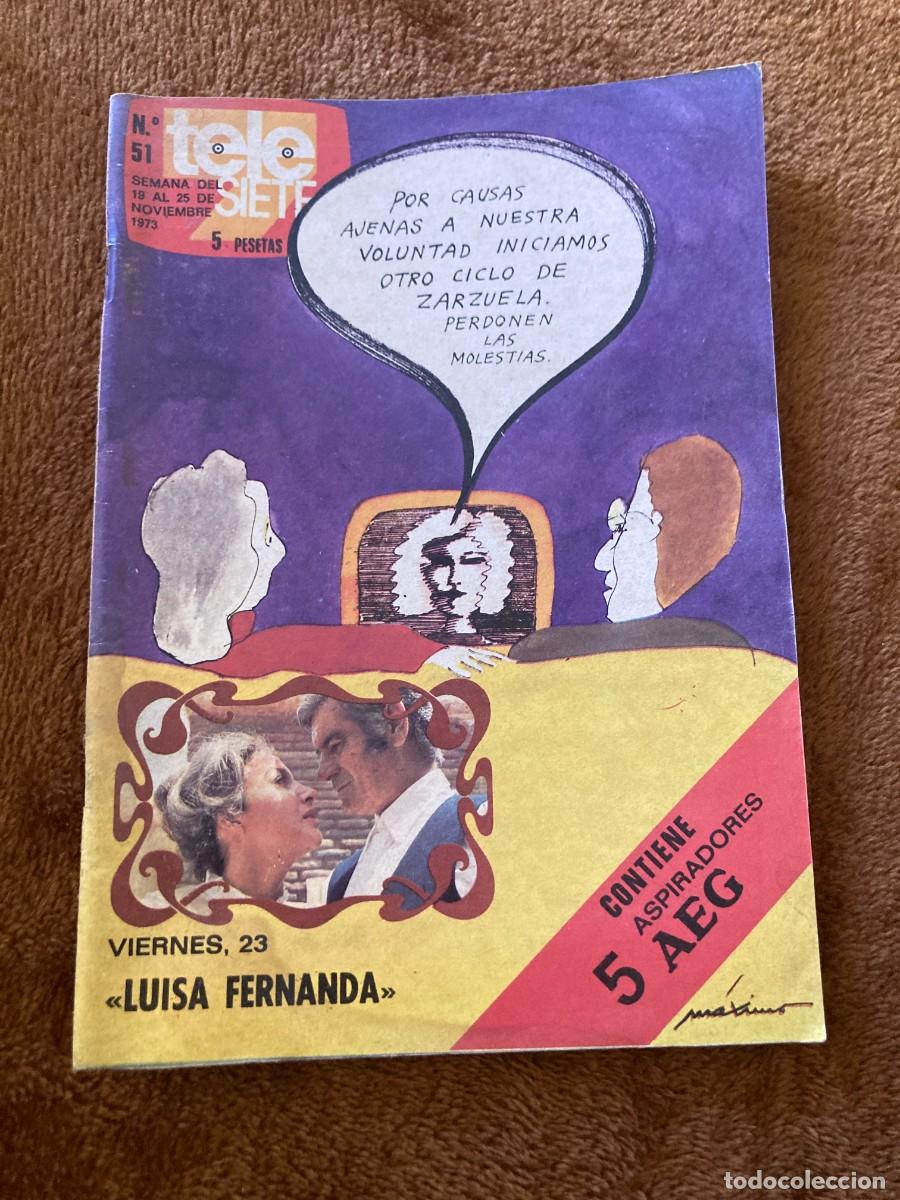 N.º
51
tele
SIETE
SEMANA DEL
19 AL 25 DE
NOVIEMBRE
1973
5 PESETAS
POR CAUSAS
AJENAS A NUESTRA
VOLUNTAD INICIAMOS
OTRO CICLO DE
ZARZUELA.
PERDONEN
LAS
MOLESTIAS.
VIERNES, 23
«LUISA FERNANDA»
CONTIENE
ASPIRADORES
5 AEG
máximo
todocoleccion